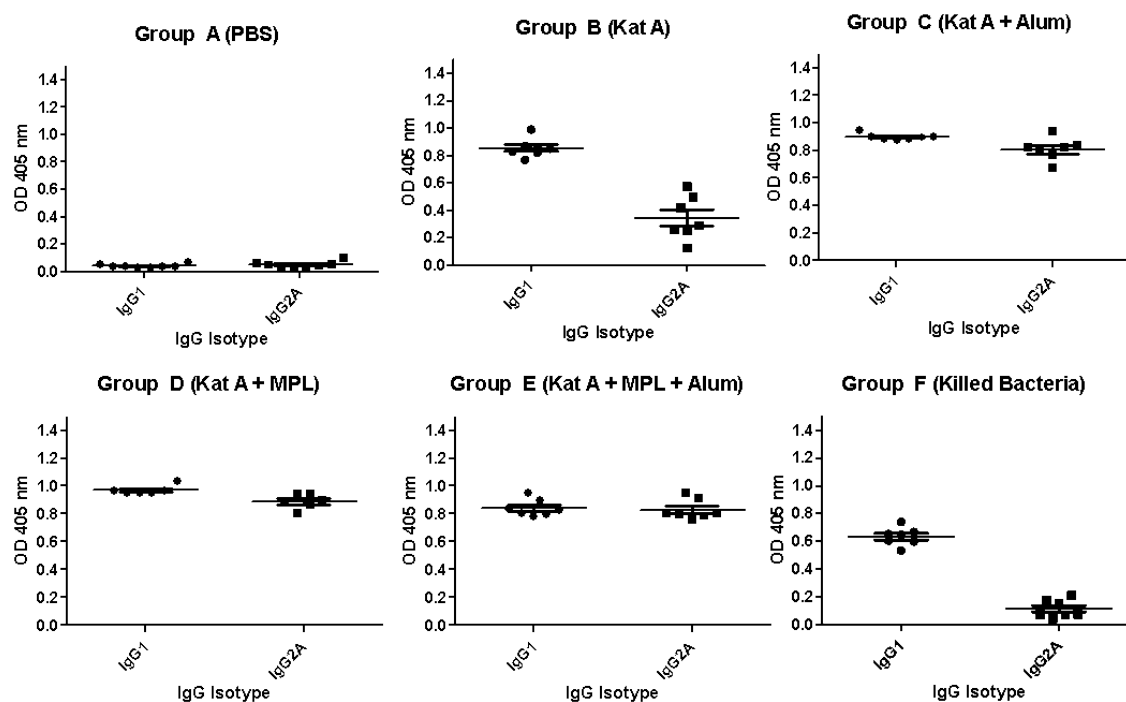 Group A (PBS)
1.4
1.2
1.0
0.8
0.6
0.4
0.2
0.0
OD 405 nm
IgG1
IgG2A
IgG Isotype
Group B (Kat A)
1.4
1.2
1.0
0.8
0.6
0.4
0.2
0.0
OD 405 nm
IgG1
IgG2A
IgG Isotype
Group C (Kat A + Alum)
1.4
1.2
1.0
0.8
0.6
0.4
0.2
0.0
OD 405 nm
IgG1
IgG2A
IgG Isotype
Group D (Kat A + MPL)
1.4
1.2
1.0
0.8
0.6
0.4
0.2
0.0
OD 405 nm
IgG1
IgG2A
IgG Isotype
Group E (Kat A + MPL + Alum)
1.4
1.2
1.0
0.8
0.6
0.4
0.2
0.0
OD 405 nm
IgG1
IgG2A
IgG Isotype
Group F (Killed Bacteria)
1.4
1.2
1.0
0.8
0.6
0.4
0.2
0.0
OD 405 nm
IgG1
IgG2A
IgG Isotype